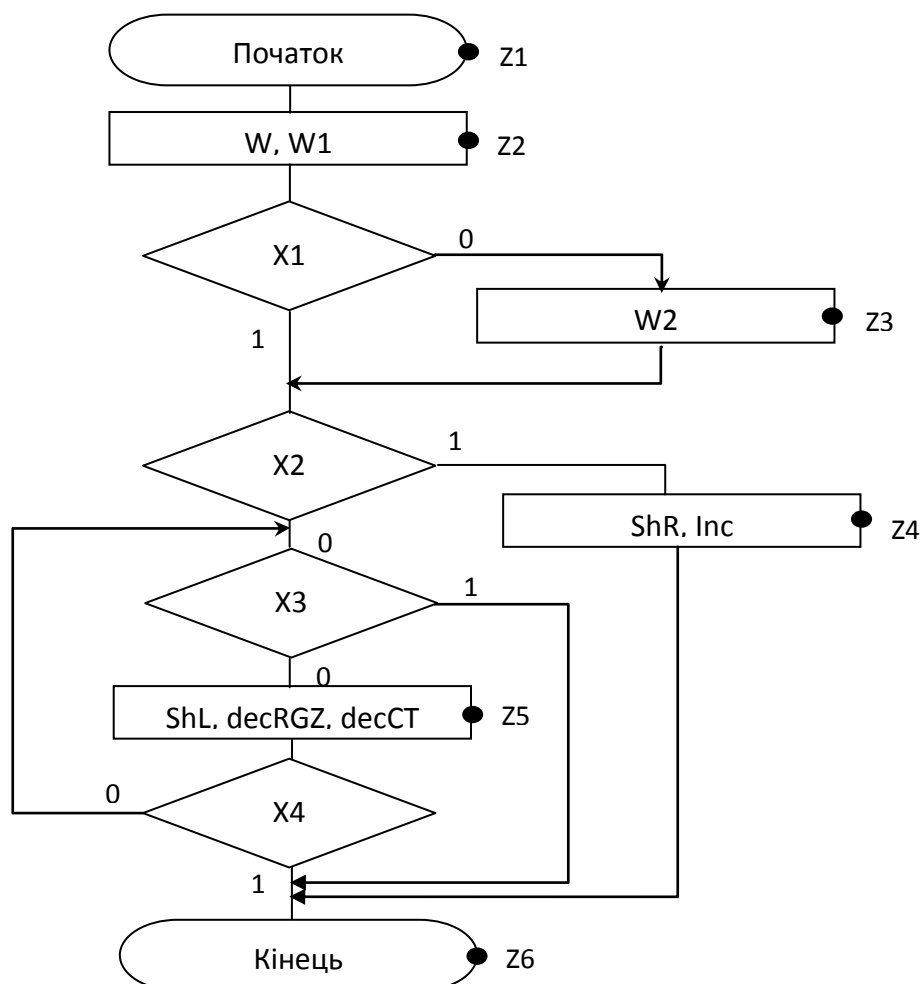 Початок Z1
W, W1 Z2
X1 0
1 W2 Z3
X2 1
0 ShR, Inc Z4
X3 1
0
ShL, decRGZ, decCT Z5
0 X4
1
Кінець Z6